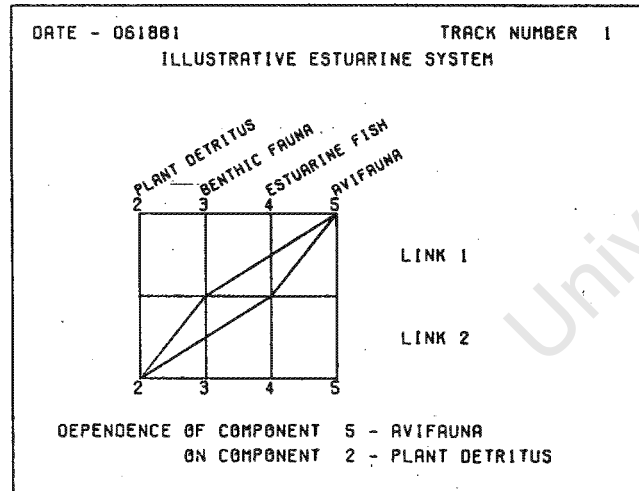 DATE - 061881 TRACK NUMBER 1
ILLUSTRATIVE ESTUARINE SYSTEM
PLANT DETRITUS
BENTHIC FAUNA
ESTUARINE FISH
AVIFAUNA
2 3 4 5
LINK 1
LINK 2
2 3 4 5
DEPENDENCE OF COMPONENT 5 - AVIFAUNA
ON COMPONENT 2 - PLANT DETRITUS
Univ